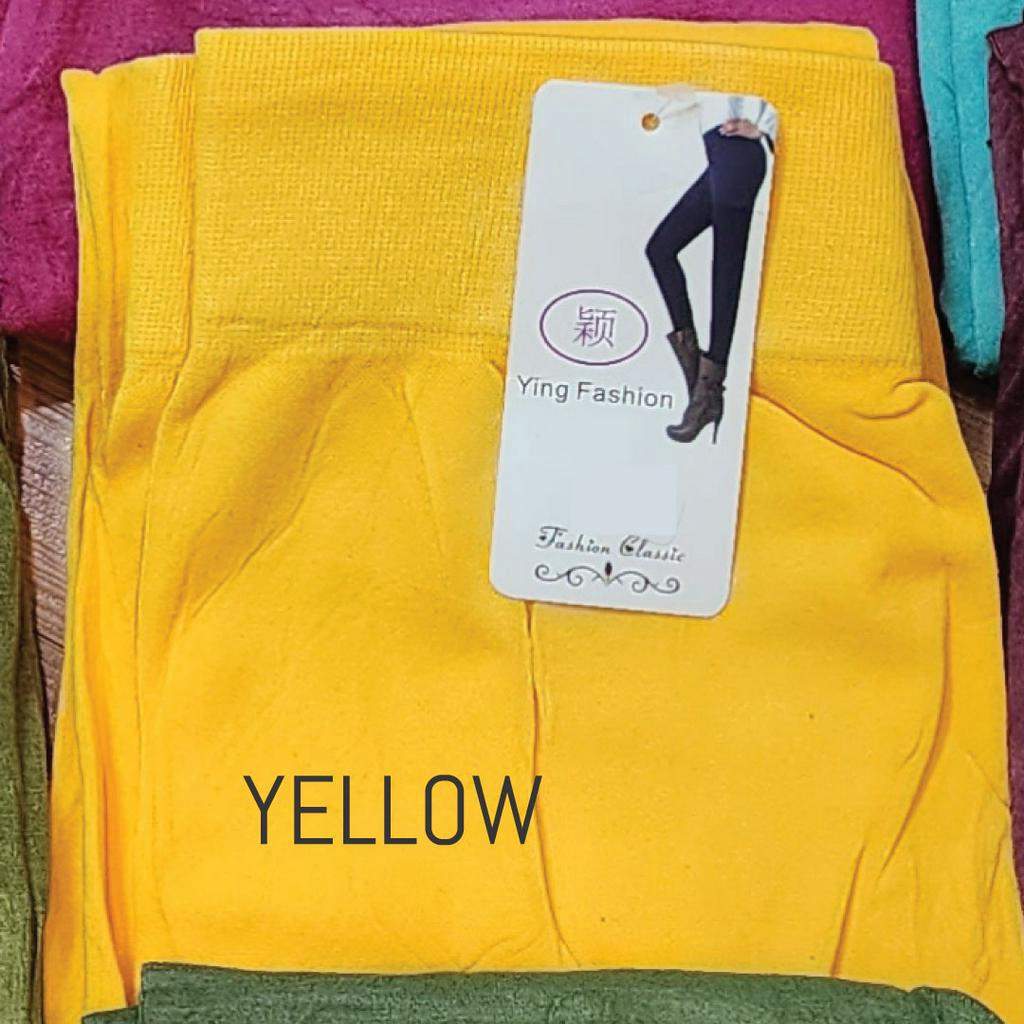 颖
Ying Fashion
Fashion Classic
YELLOW